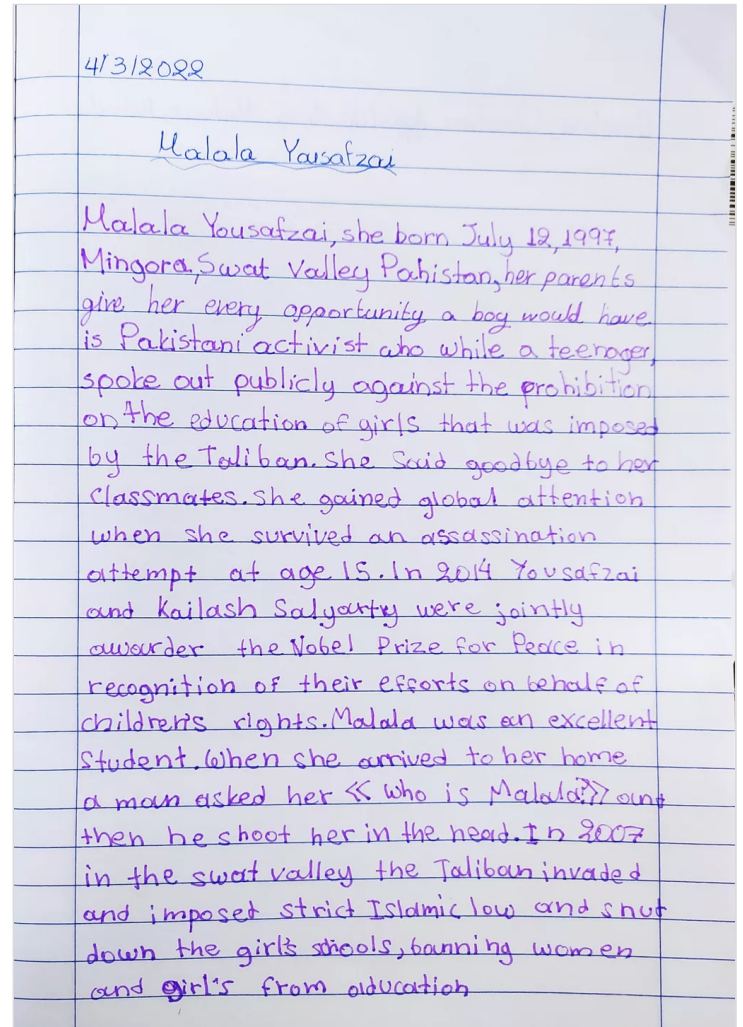 4/3/2022
Malala Yousafzai
Malala Yousafzai, she born July 12, 1997,
Mingora, Swat Valley Pahistan, her parents
give her every opportunity a boy would have
is Pakistani activist who while a teenager,
spoke out publicly against the prohibition
on the education of girls that was imposed
by the Taliban. She Said goodbye to her
classmates. She gained global attention
when she survived an assassination
attempt at age 15. In 2014 Yousafzai
and Kailash Salyarty were jointly
awarder the Nobel Prize for Peace in
recognition of their efforts on behalf of
children's rights. Malala was an excellent
Student. When she arrived to her home
a man asked her << who is Malala? >> and
then he shoot her in the head. In 2007
in the swat valley the Taliban invaded
and imposet strict Islamic low and shut
down the girl's schools, banning women
and girl's from aiducation